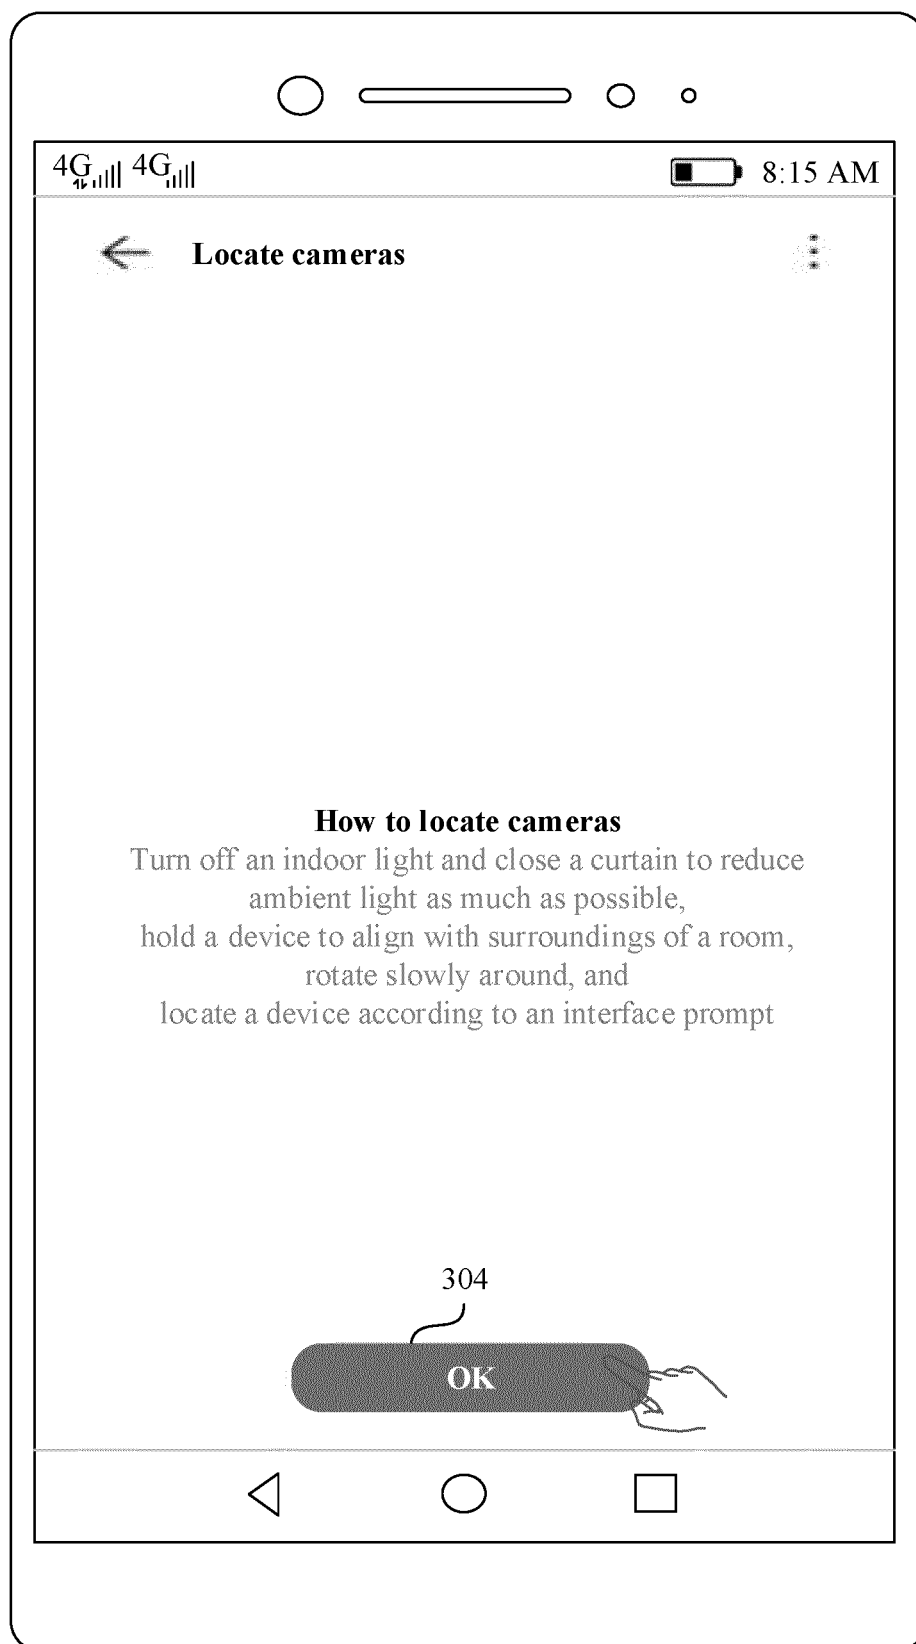 4G 4G 8:15 AM
Locate cameras
How to locate cameras
Turn off an indoor light and close a curtain to reduce
ambient light as much as possible,
hold a device to align with surroundings of a room,
rotate slowly around, and
locate a device according to an interface prompt
304
OK